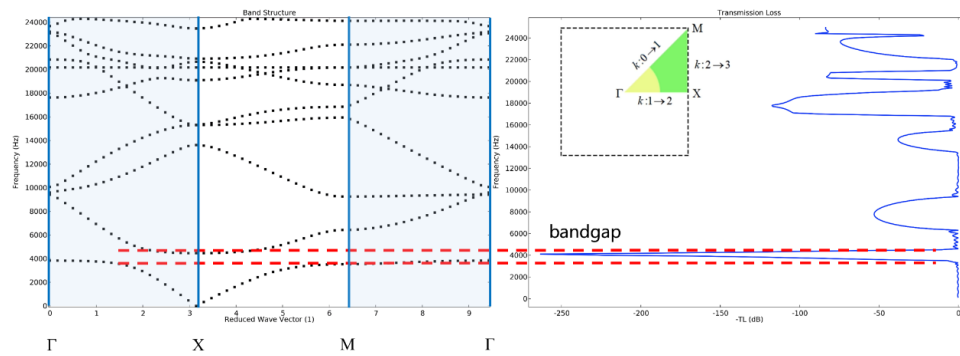 Band Structure
Frequency (Hz)
24000
22000
20000
18000
16000
14000
12000
10000
8000
6000
4000
2000
0
0 1 2 3 4 5 6 7 8 9
Reduced Wave Vector (1)
Γ X M Γ
Transmission Loss
Frequency (Hz)
24000
22000
20000
18000
16000
14000
12000
10000
8000
6000
4000
2000
0
M
k:0→1
k:2→3
Γ X
k:1→2
bandgap
-250 -200 -150 -100 -50 0
-TL (dB)